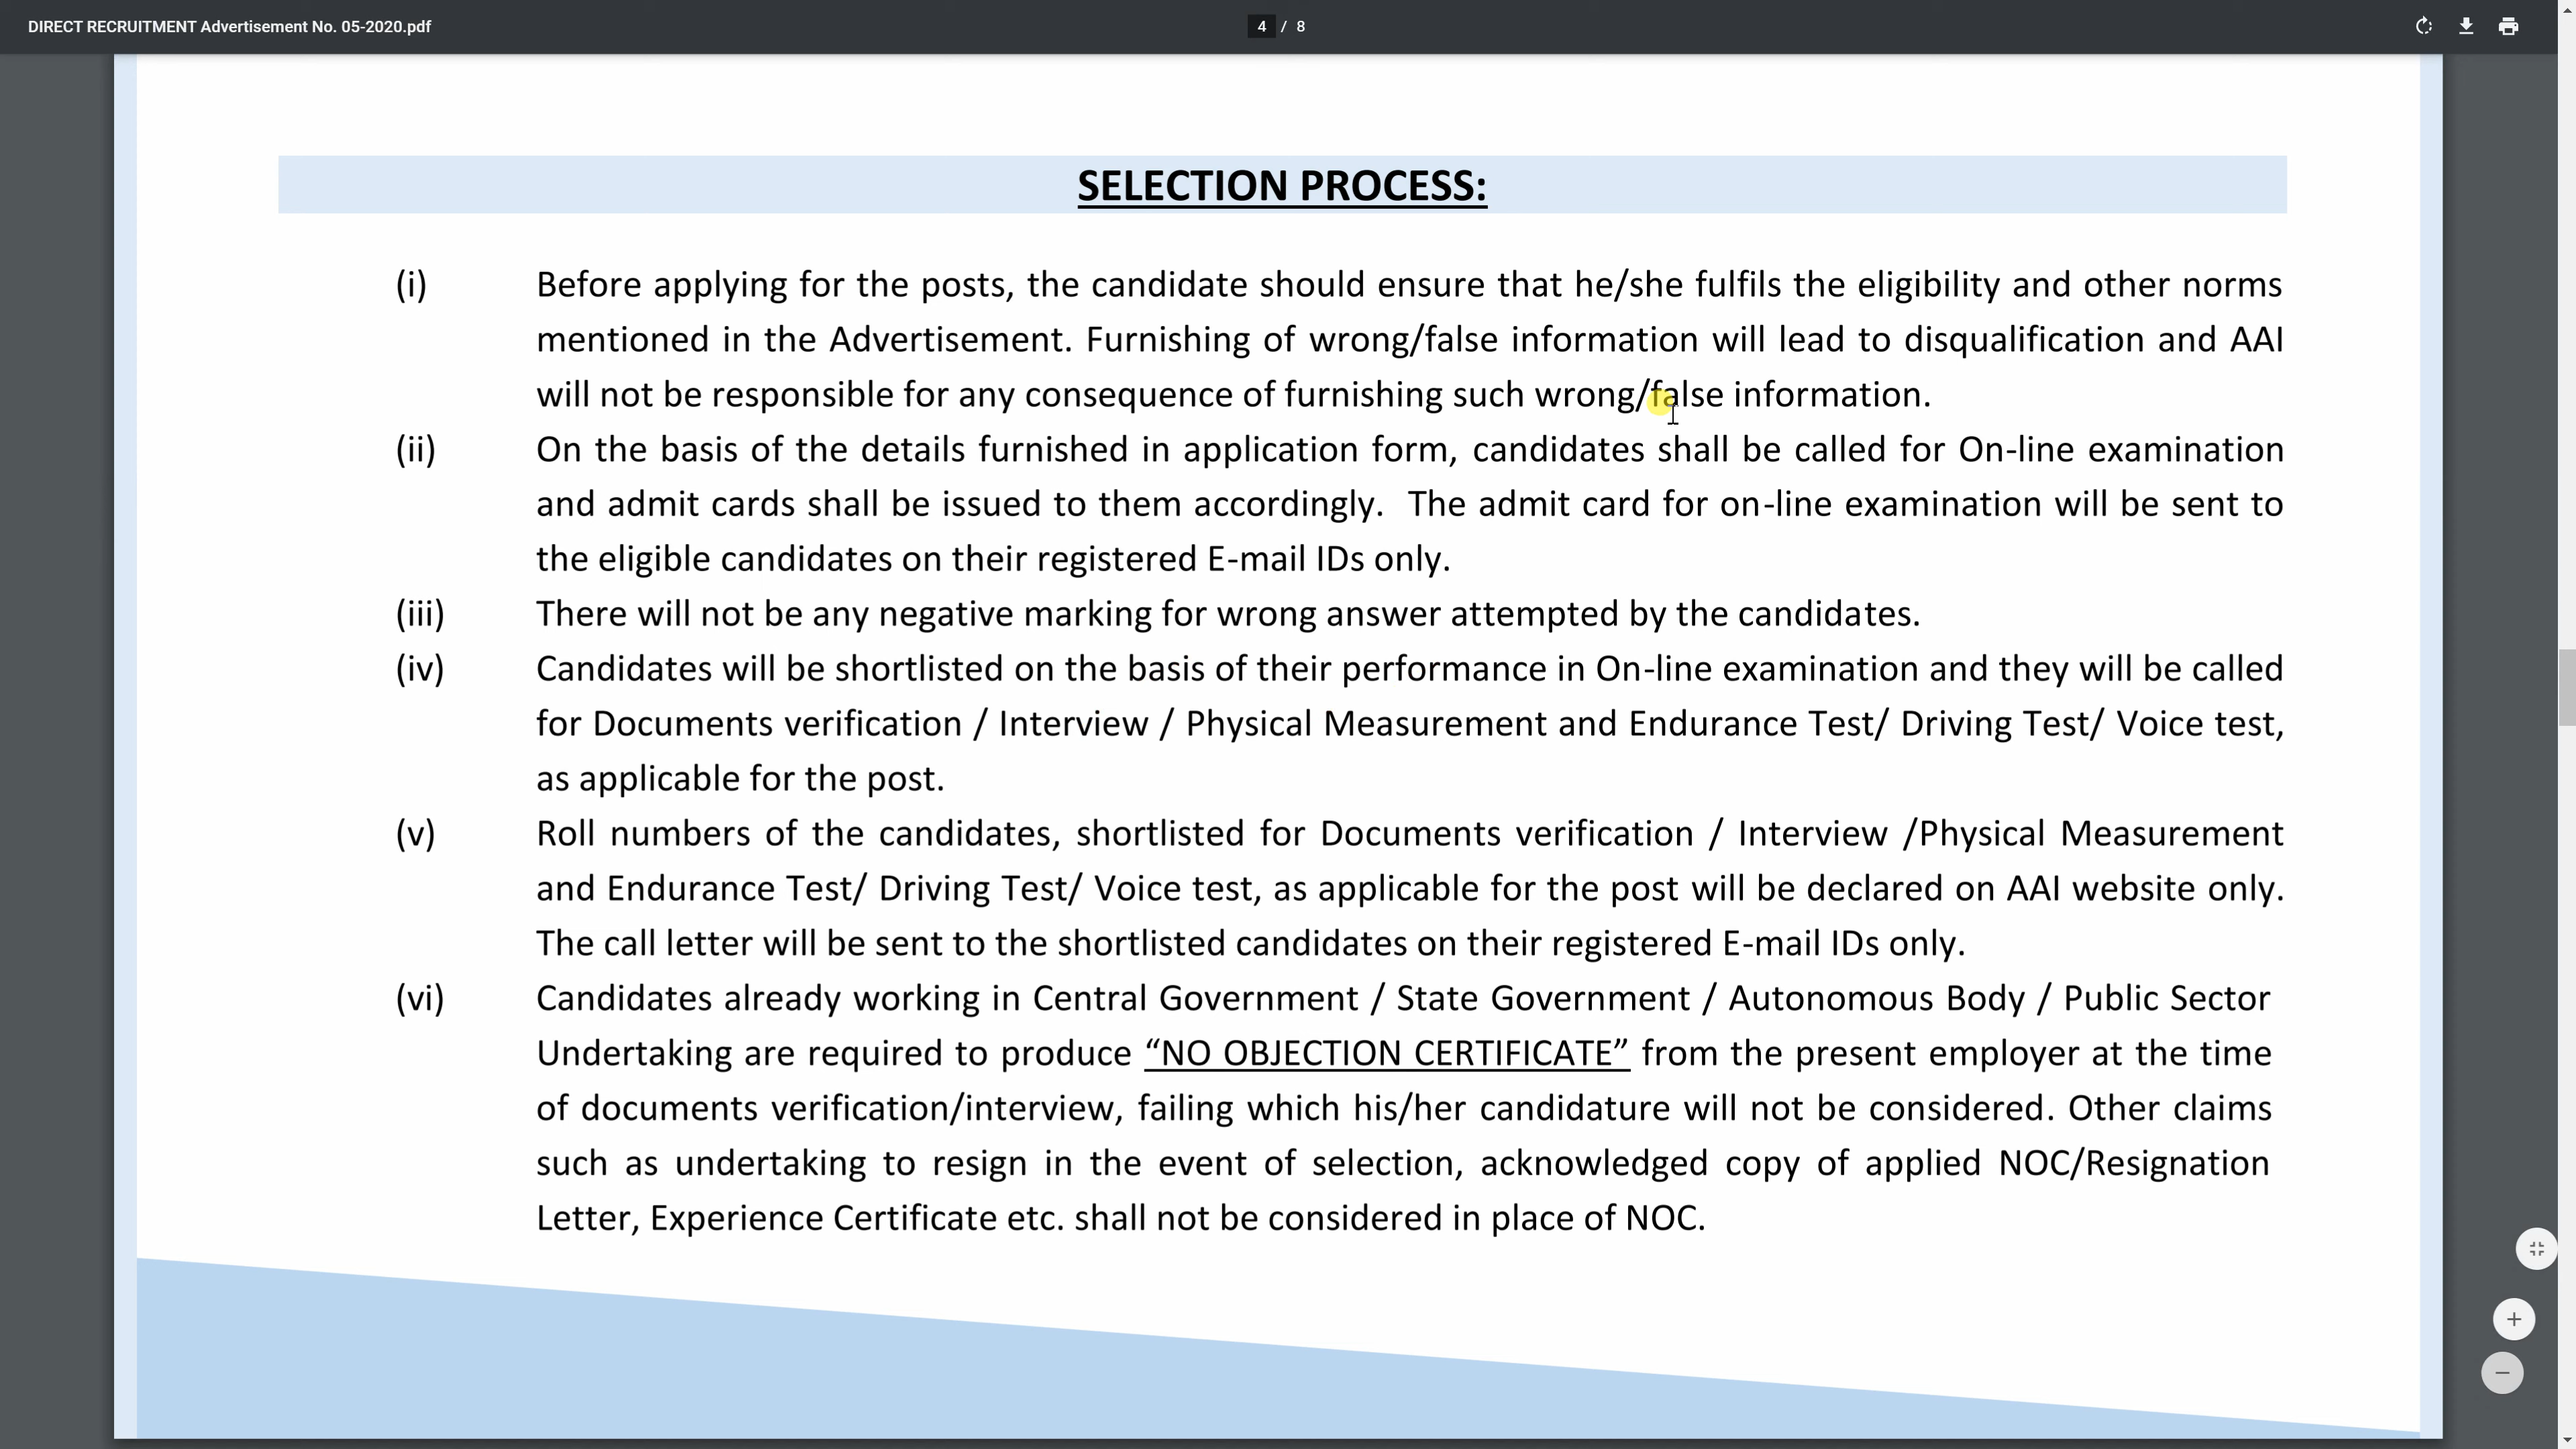 DIRECT RECRUITMENT Advertisement No. 05-2020.pdf
4 / 8
SELECTION PROCESS:
(i) Before applying for the posts, the candidate should ensure that he/she fulfils the eligibility and other norms
mentioned in the Advertisement. Furnishing of wrong/false information will lead to disqualification and AAI
will not be responsible for any consequence of furnishing such wrong/false information.
(ii) On the basis of the details furnished in application form, candidates shall be called for On-line examination
and admit cards shall be issued to them accordingly. The admit card for on-line examination will be sent to
the eligible candidates on their registered E-mail IDs only.
(iii) There will not be any negative marking for wrong answer attempted by the candidates.
(iv) Candidates will be shortlisted on the basis of their performance in On-line examination and they will be called
for Documents verification / Interview / Physical Measurement and Endurance Test/ Driving Test/ Voice test,
as applicable for the post.
(v) Roll numbers of the candidates, shortlisted for Documents verification / Interview /Physical Measurement
and Endurance Test/ Driving Test/ Voice test, as applicable for the post will be declared on AAI website only.
The call letter will be sent to the shortlisted candidates on their registered E-mail IDs only.
(vi) Candidates already working in Central Government / State Government / Autonomous Body / Public Sector
Undertaking are required to produce “NO OBJECTION CERTIFICATE” from the present employer at the time
of documents verification/interview, failing which his/her candidature will not be considered. Other claims
such as undertaking to resign in the event of selection, acknowledged copy of applied NOC/Resignation
Letter, Experience Certificate etc. shall not be considered in place of NOC.